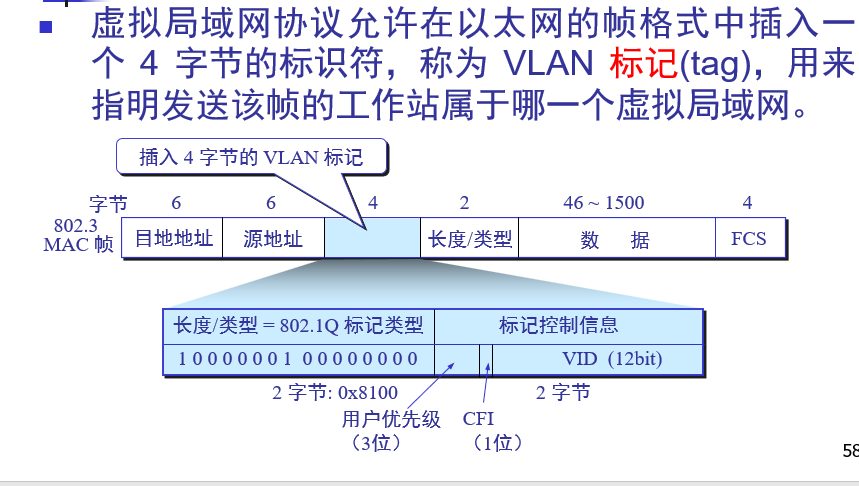 虚拟局域网协议允许在以太网的帧格式中插入一
个 4 字节的标识符，称为 VLAN 标记(tag)，用来
指明发送该帧的工作站属于哪一个虚拟局域网。
插入 4 字节的 VLAN 标记
字节 6 6 4 2 46 ~ 1500 4
802.3
MAC 帧
目地地址 源地址 长度/类型 数 据 FCS
长度/类型 = 802.1Q 标记类型 标记控制信息
1 0 0 0 0 0 0 1 0 0 0 0 0 0 0 0 VID (12bit)
2 字节: 0x8100 2 字节
用户优先级 CFI
（3位） （1位）
58